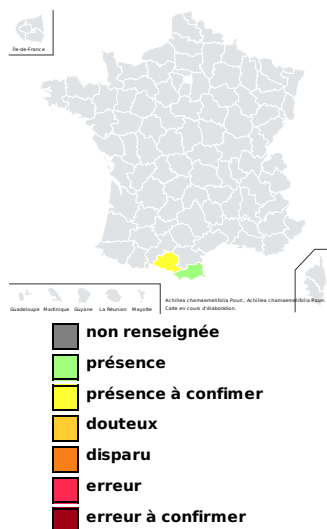 Île-de-France
Achillea chamaemelifolia Pourr., Achillea chamaemelifolia Pourr.
Carte en cours d'élaboration.
Guadeloupe Martinique Guyane La Réunion Mayotte
non renseignée
présence
présence à confimer
douteux
disparu
erreur
erreur à confirmer